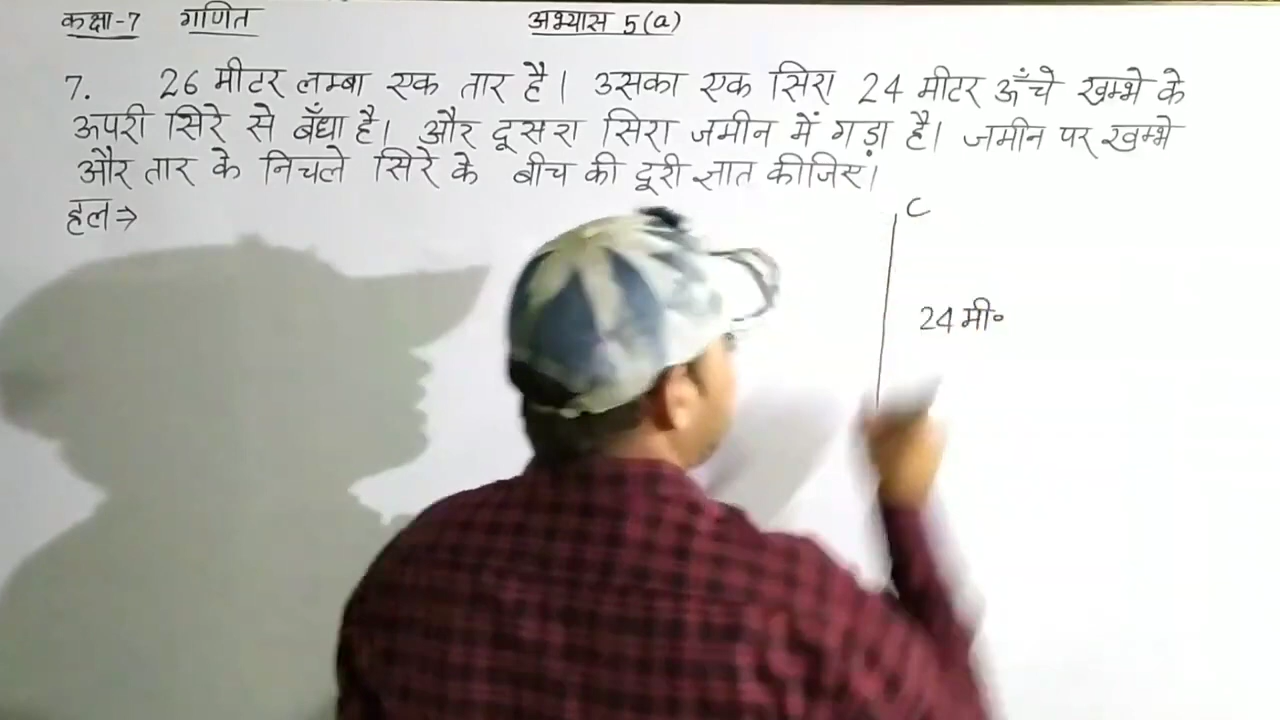 कक्षा-7 गणित अभ्यास 5(a)
7. 26 मीटर लम्बा एक तार है। उसका एक सिरा 24 मीटर ऊँचे खम्भे के
ऊपरी सिरे से बँधा है। और दूसरा सिरा जमीन में गड़ा है। जमीन पर खम्भे
और तार के निचले सिरे के बीच की दूरी ज्ञात कीजिए।
हल ⇒
C
24 मी॰